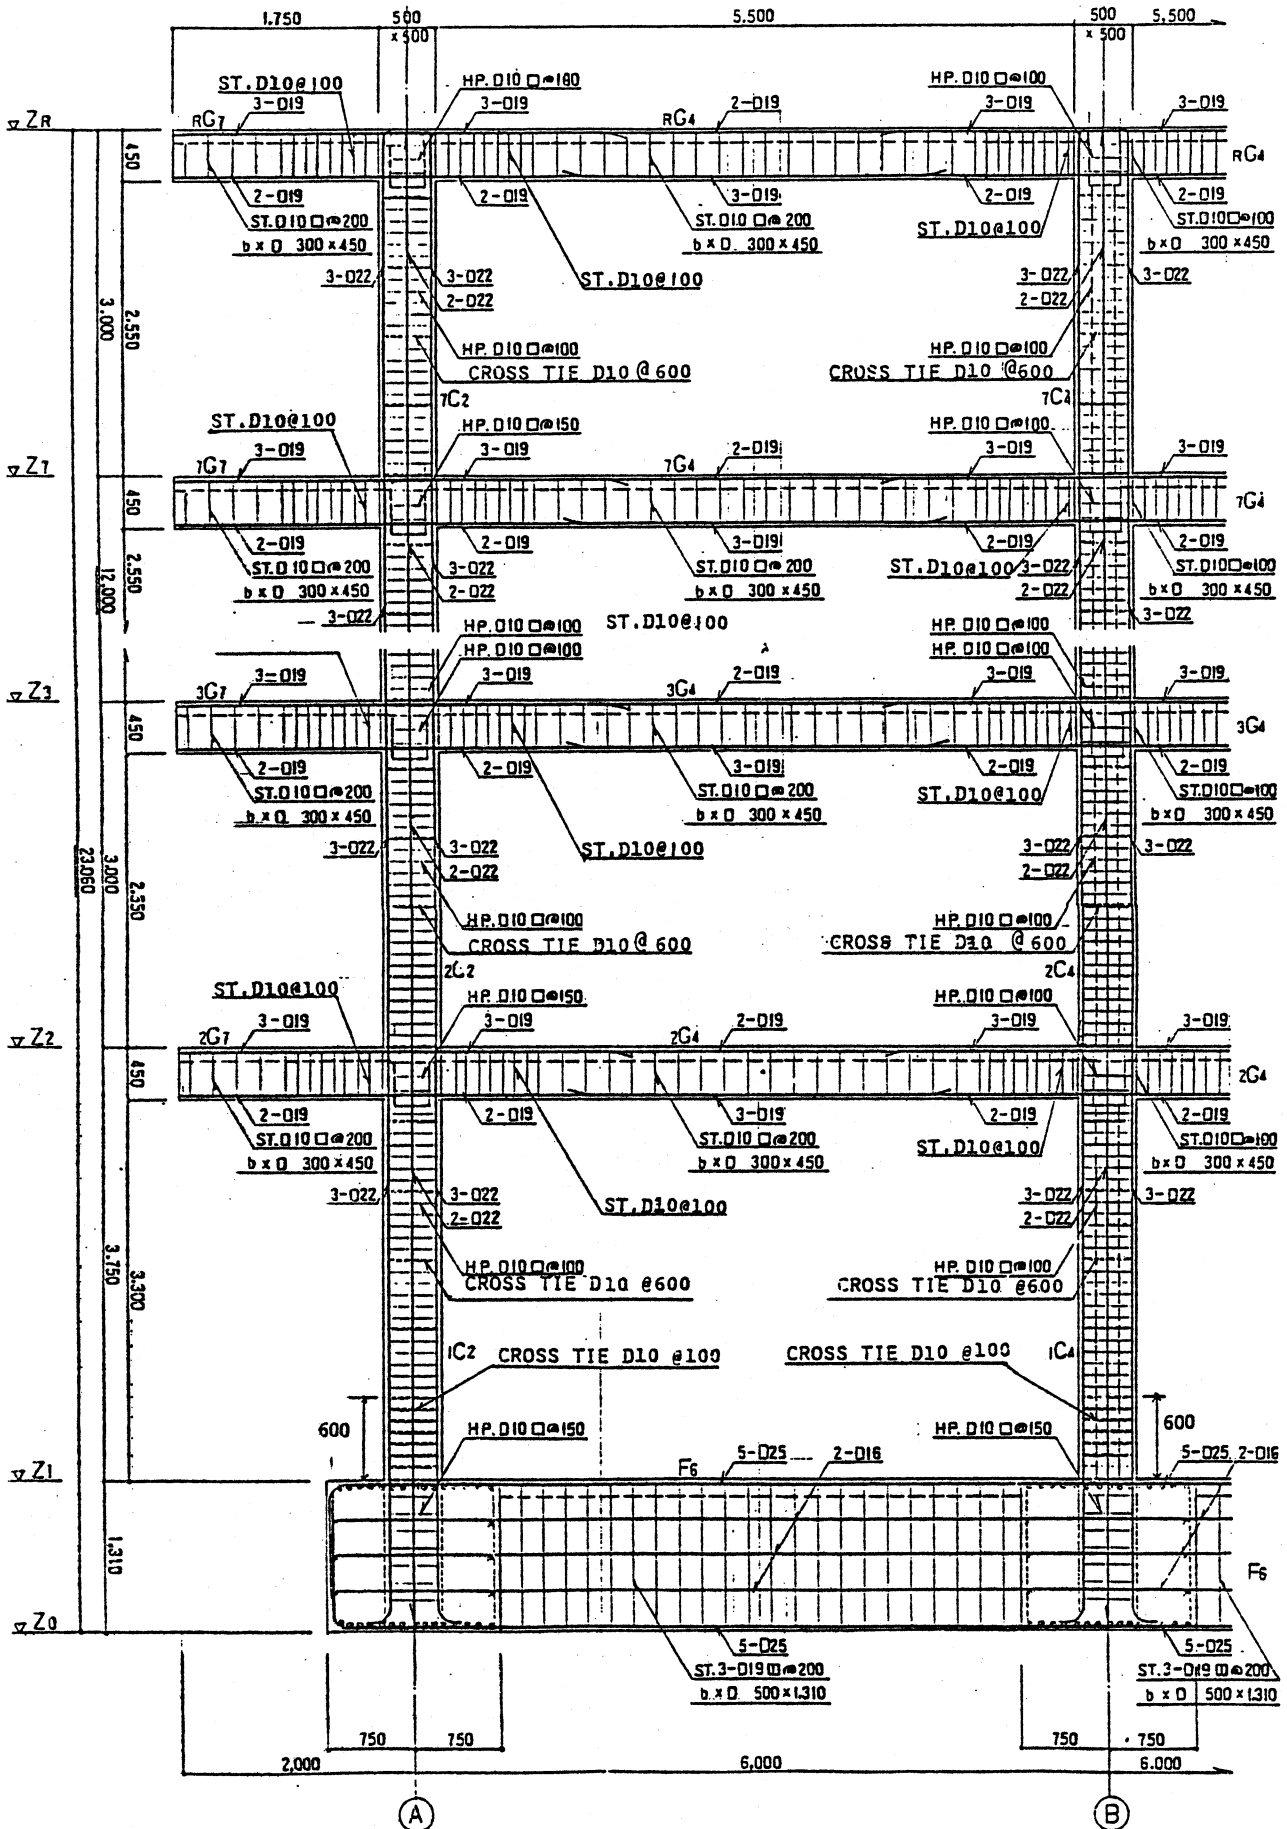 1.750 500 5.500 500 5,500
×500 ×500
ST.D10@100 HP.D10 □@100 HP.D10 □@100
3-D19 3-D19 2-D19 3-D19 3-D19
▽ZR RG7 RG4
450 RG4
2-D19 2-D19 3-D19 2-D19 2-D19
ST.D10 □@200 ST.D10 □@200 ST.D10@100 ST.D10□@100
b×D 300×450 b×D 300×450 b×D 300×450
3-D22 3-D22 ST.D10@100 3-D22 3-D22
2-D22 2-D22
3.000 2.550
HP.D10 □@100 HP.D10 □@100
CROSS TIE D10 @600 CROSS TIE D10 @600
7C2 7C4
ST.D10@100 HP.D10 □@150 HP.D10 □@100
3-D19 3-D19 2-D19 3-D19 3-D19
▽Z7 7G7 7G4
450 7G4
2-D19 2-D19 3-D19 2-D19 2-D19
ST.D10 □@200 3-D22 ST.D10 □@200 ST.D10@100 3-D22 ST.D10□@100
b×D 300×450 2-D22 b×D 300×450 2-D22 b×D 300×450
12,000 2.550
3-D22 HP.D10 □@100 ST.D10@100 HP.D10 □@100 3-D22
HP.D10 □@100 HP.D10 □@100
3-D19 3-D19 2-D19 3-D19 3-D19
▽Z3 3G7 3G4
450 3G4
2-D19 2-D19 3-D19 2-D19 2-D19
ST.D10 □@200 ST.D10 □@200 ST.D10@100 ST.D10□@100
b×D 300×450 b×D 300×450 b×D 300×450
3-D22 3-D22 ST.D10@100 3-D22 3-D22
2-D22 2-D22
23.060 3.000 2.550
HP.D10 □@100 HP.D10 □@100
CROSS TIE D10 @600 CROSS TIE D10 @600
2C2 2C4
ST.D10@100 HP.D10 □@150 HP.D10 □@100
3-D19 3-D19 2-D19 3-D19 3-D19
▽Z2 2G7 2G4
450 2G4
2-D19 2-D19 3-D19 2-D19 2-D19
ST.D10 □@200 ST.D10 □@200 ST.D10@100 ST.D10□@100
b×D 300×450 b×D 300×450 b×D 300×450
3-D22 3-D22 ST.D10@100 3-D22 3-D22
2-D22 2-D22
3.750 3.300
HP.D10 □@100 HP.D10 □@100
CROSS TIE D10 @600 CROSS TIE D10 @600
1C2 CROSS TIE D10 @100 CROSS TIE D10 @100 1C4
600 HP.D10 □@150 HP.D10 □@150 600
▽Z1 F6 5-D25 2-D16 5-D25 2-D16
1.310
F6
▽Z0
5-D25 5-D25
ST.3-D19 @200 ST.3-D19 @200
b×D 500×1.310 b×D 500×1310
750 750 750 750
2,000 6,000 6.000
A B